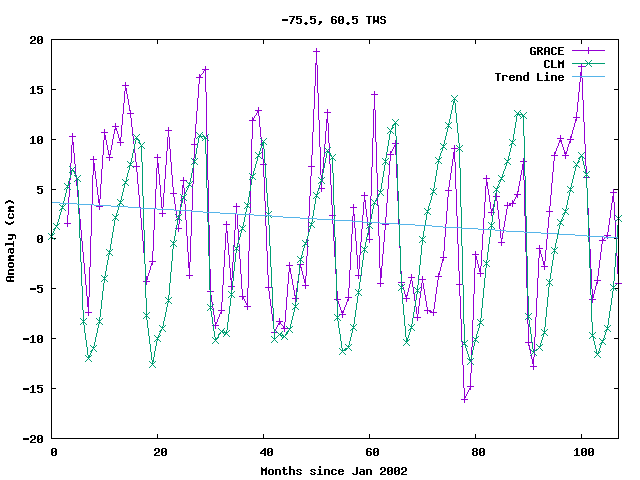 -75.5, 60.5 TWS
GRACE
CLM
Trend Line
20
15
10
5
0
-5
-10
-15
-20
Anomaly (cm)
0 20 40 60 80 100
Months since Jan 2002